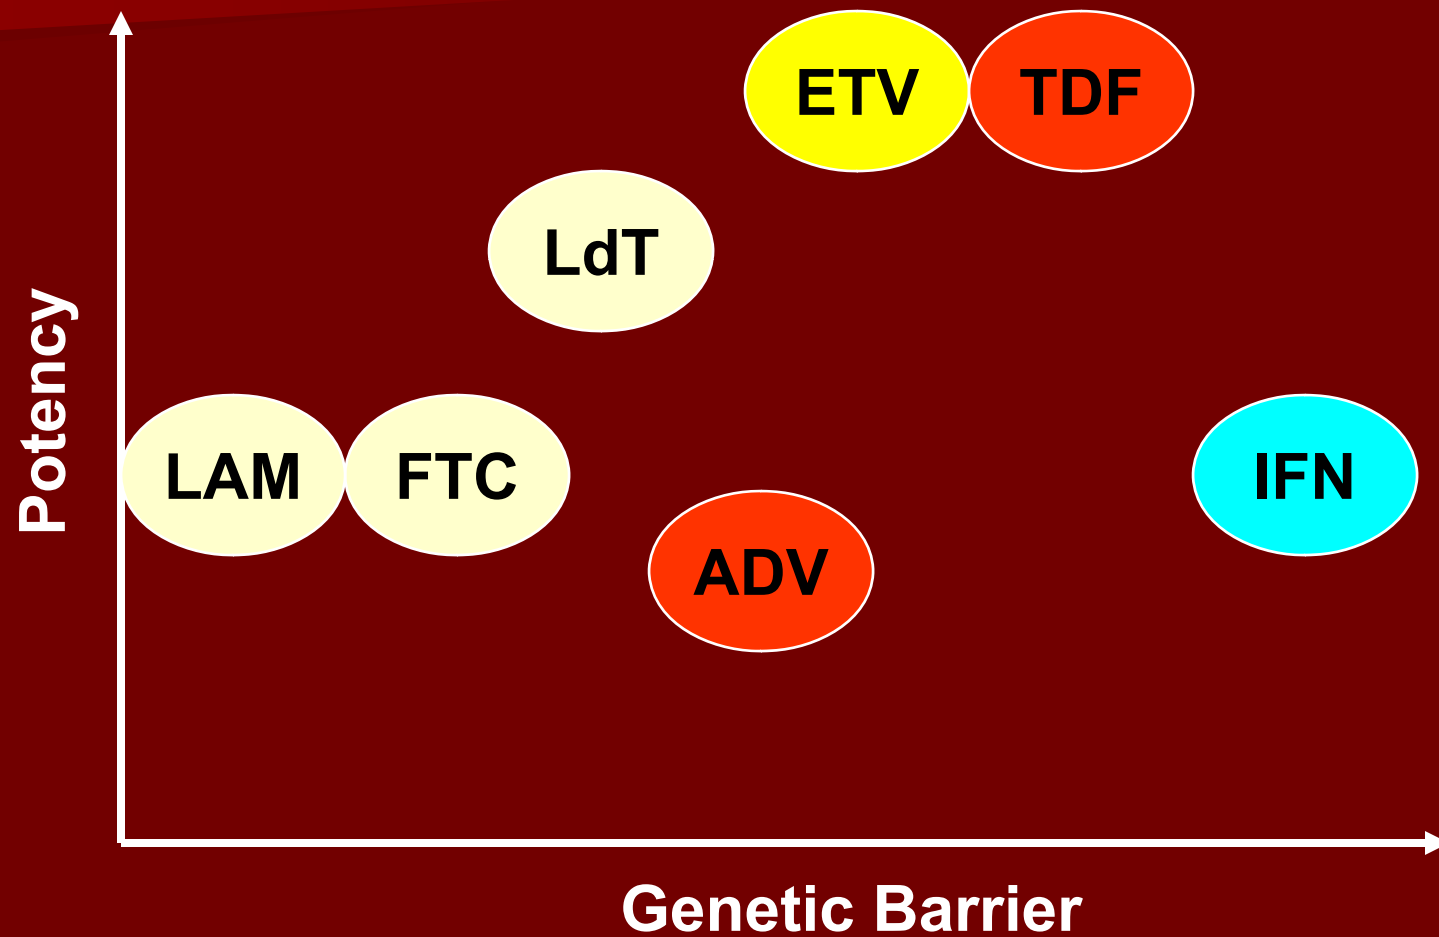 ETV
TDF
LdT
Potency
LAM
FTC
IFN
ADV
Genetic Barrier